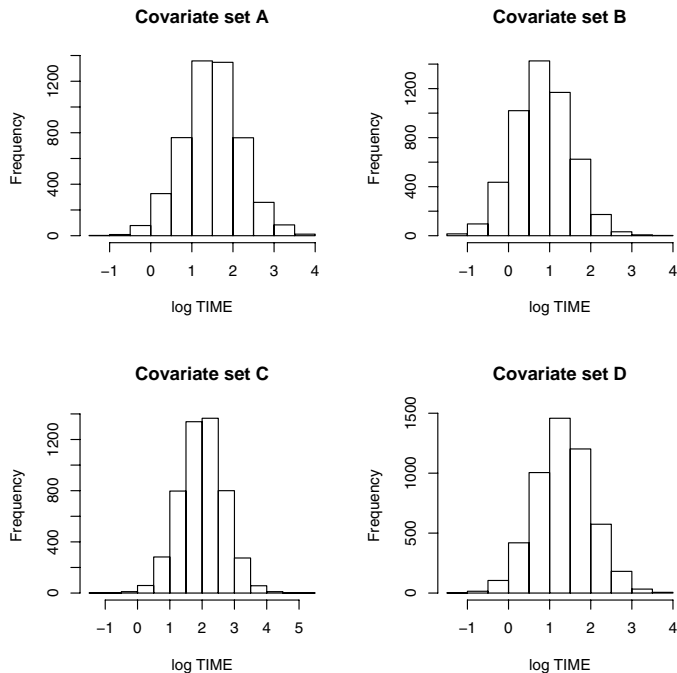 Covariate set A
Frequency
0 400 800 1200
−1 0 1 2 3 4
log TIME
Covariate set B
Frequency
0 400 800 1200
−1 0 1 2 3 4
log TIME
Covariate set C
Frequency
0 400 800 1200
−1 0 1 2 3 4 5
log TIME
Covariate set D
Frequency
0 500 1000 1500
−1 0 1 2 3 4
log TIME